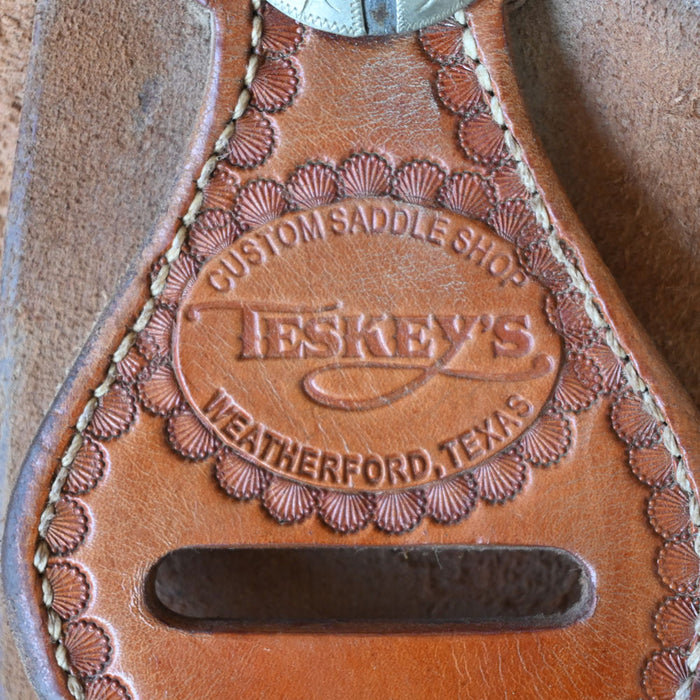 CUSTOM SADDLE SHOP
TESKEY'S
WEATHERFORD, TEXAS